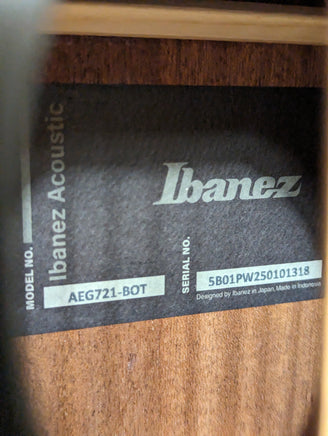 Ibanez Acoustic
Ibanez
MODEL NO.
AEG721-BOT
SERIAL NO.
5B01PW250101318
Designed by Ibanez in Japan, Made in Indonesia